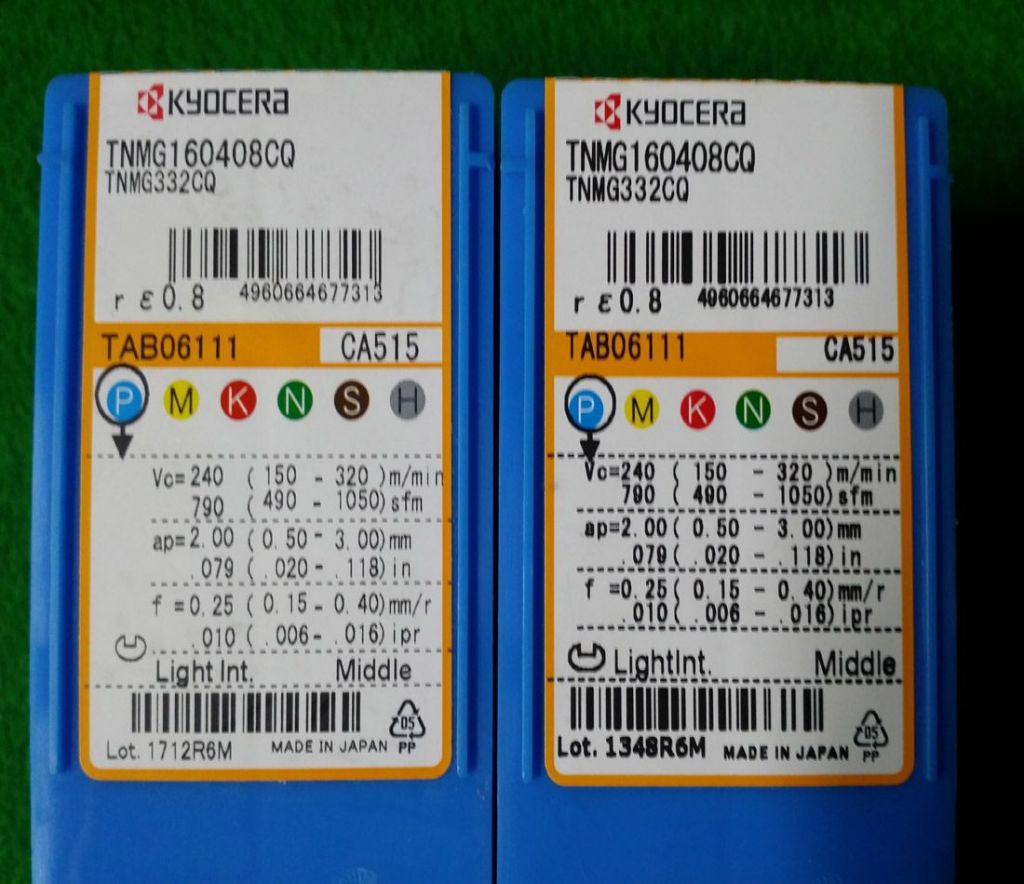 KYOCERA
TNMG160408CQ
TNMG332CQ
rε0.8 4960664677313
TAB06111 CA515
P M K N S H
Vc=240 (150 - 320)m/min
790 (490 - 1050)sfm
ap=2.00 (0.50 - 3.00)mm
.079 (.020 - .118)in
f =0.25 (0.15 - 0.40)mm/r
.010 (.006 - .016)ipr
Light Int. Middle
Lot. 1712R6M MADE IN JAPAN
05
PP
KYOCERA
TNMG160408CQ
TNMG332CQ
rε0.8 4960664677313
TAB06111 CA515
P M K N S H
Vc=240 (150 - 320)m/min
790 (490 - 1050)sfm
ap=2.00(0.50 - 3.00)mm
.079(.020 - .118)in
f =0.25(0.15 - 0.40)mm/r
.010(.006 - .016)ipr
LightInt. Middle
Lot. 1348R6M MADE IN JAPAN
05
PP